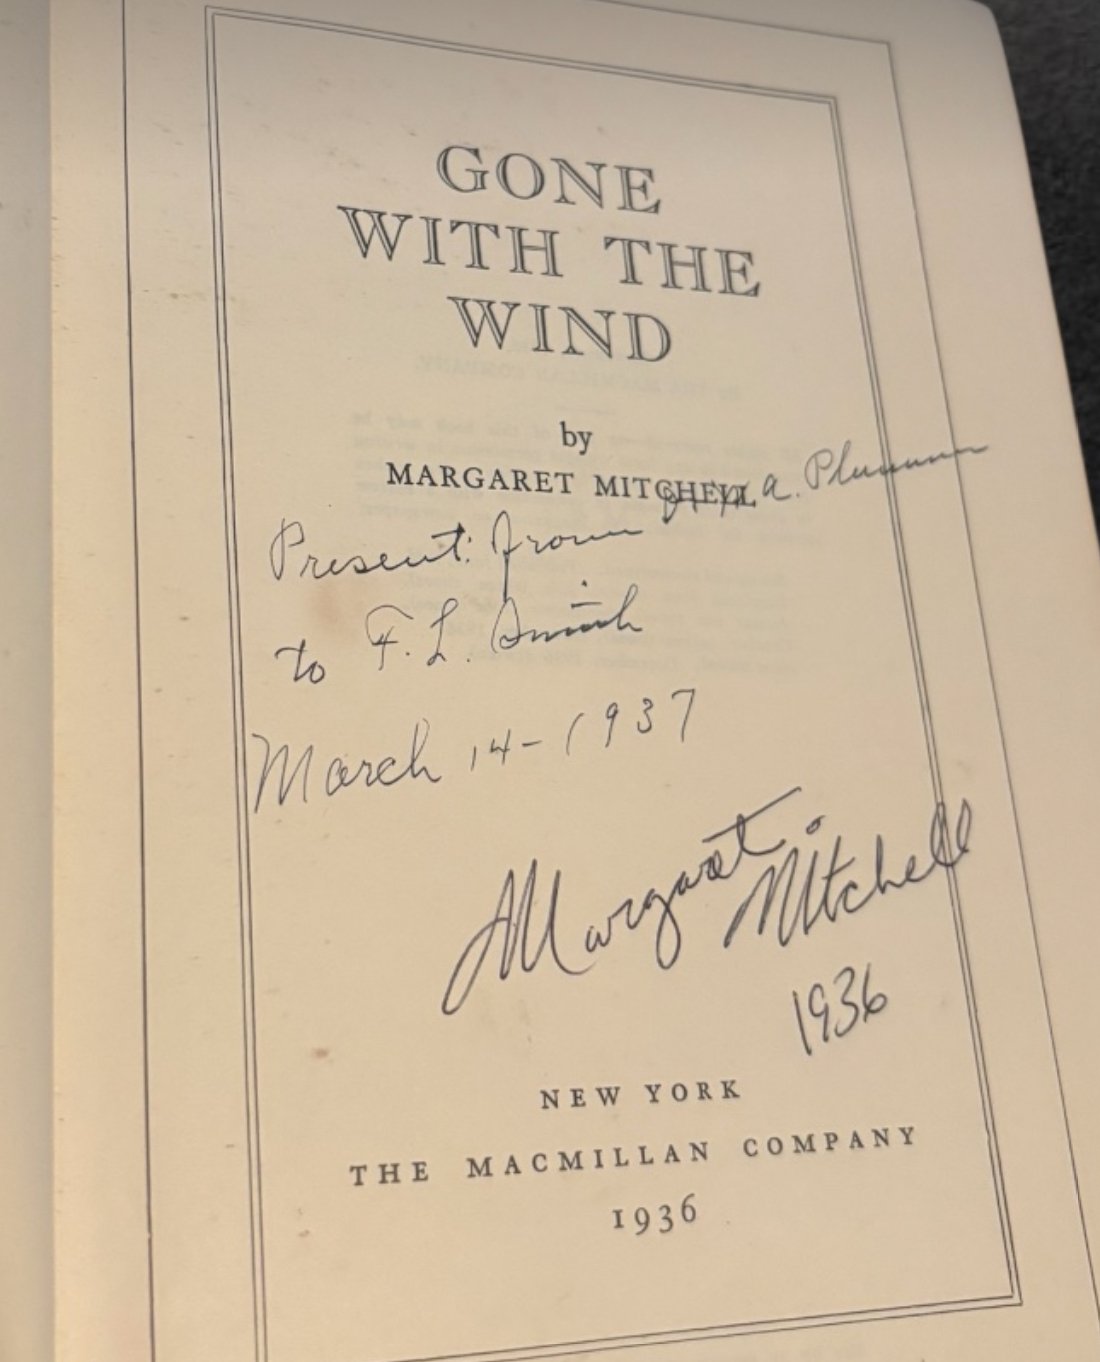 GONE
WITH THE
WIND
by
MARGARET MITCHELL
Present from a. Plummer
to F. L. Smith
March 14 - 1937
Margaret Mitchell
1936
NEW YORK
THE MACMILLAN COMPANY
1936